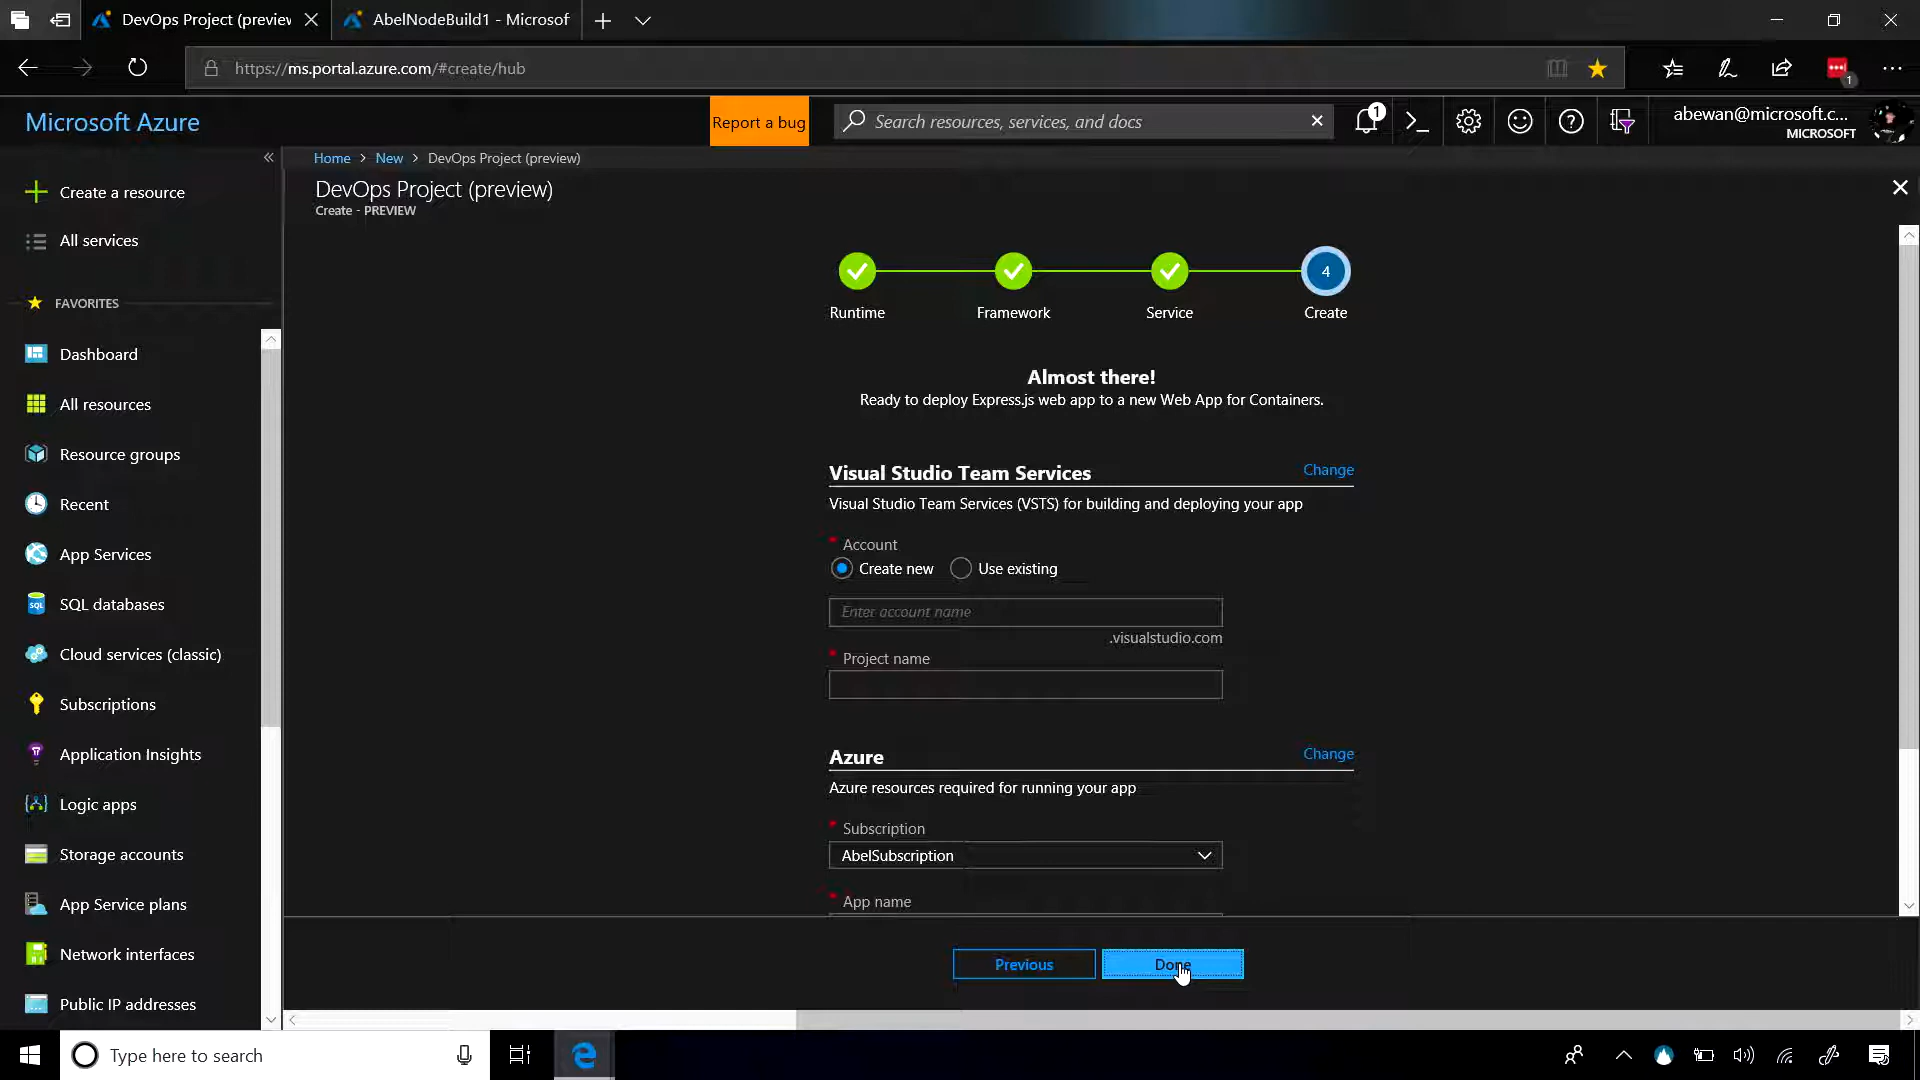 DevOps Project (preview
AbelNodeBuild1 - Microsof
https://ms.portal.azure.com/#create/hub
1
Microsoft Azure
Report a bug
Search resources, services, and docs
1
abewan@microsoft.c...
MICROSOFT
Home > New > DevOps Project (preview)
DevOps Project (preview)
Create - PREVIEW
Create a resource
All services
FAVORITES
Dashboard
All resources
Resource groups
Recent
App Services
SQL databases
Cloud services (classic)
Subscriptions
Application Insights
Logic apps
Storage accounts
App Service plans
Network interfaces
Public IP addresses
4
Runtime
Framework
Service
Create
Almost there!
Ready to deploy Express.js web app to a new Web App for Containers.
Visual Studio Team Services
Change
Visual Studio Team Services (VSTS) for building and deploying your app
* Account
Create new
Use existing
Enter account name
.visualstudio.com
* Project name
Azure
Change
Azure resources required for running your app
* Subscription
AbelSubscription
* App name
Previous
Done
Type here to search